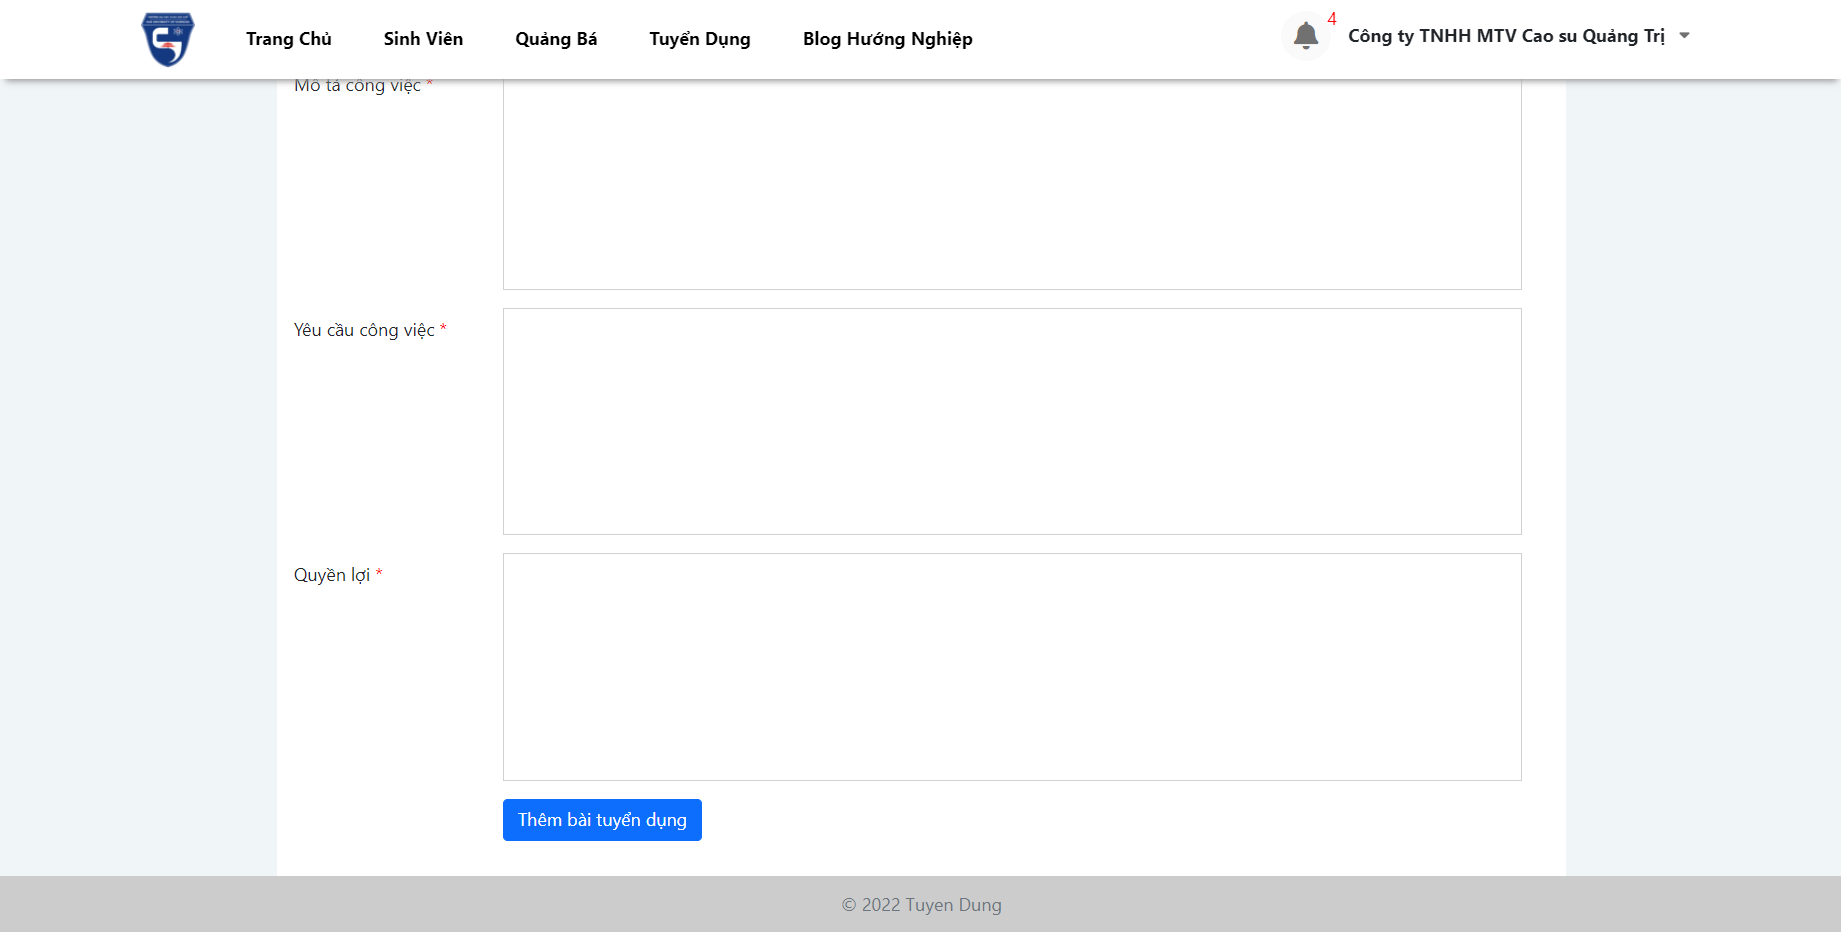 Trang Chủ
Sinh Viên
Quảng Bá
Tuyển Dụng
Blog Hướng Nghiệp
4
Công ty TNHH MTV Cao su Quảng Trị
Mô tả công việc *
Yêu cầu công việc *
Quyền lợi *
Thêm bài tuyển dụng
© 2022 Tuyen Dung